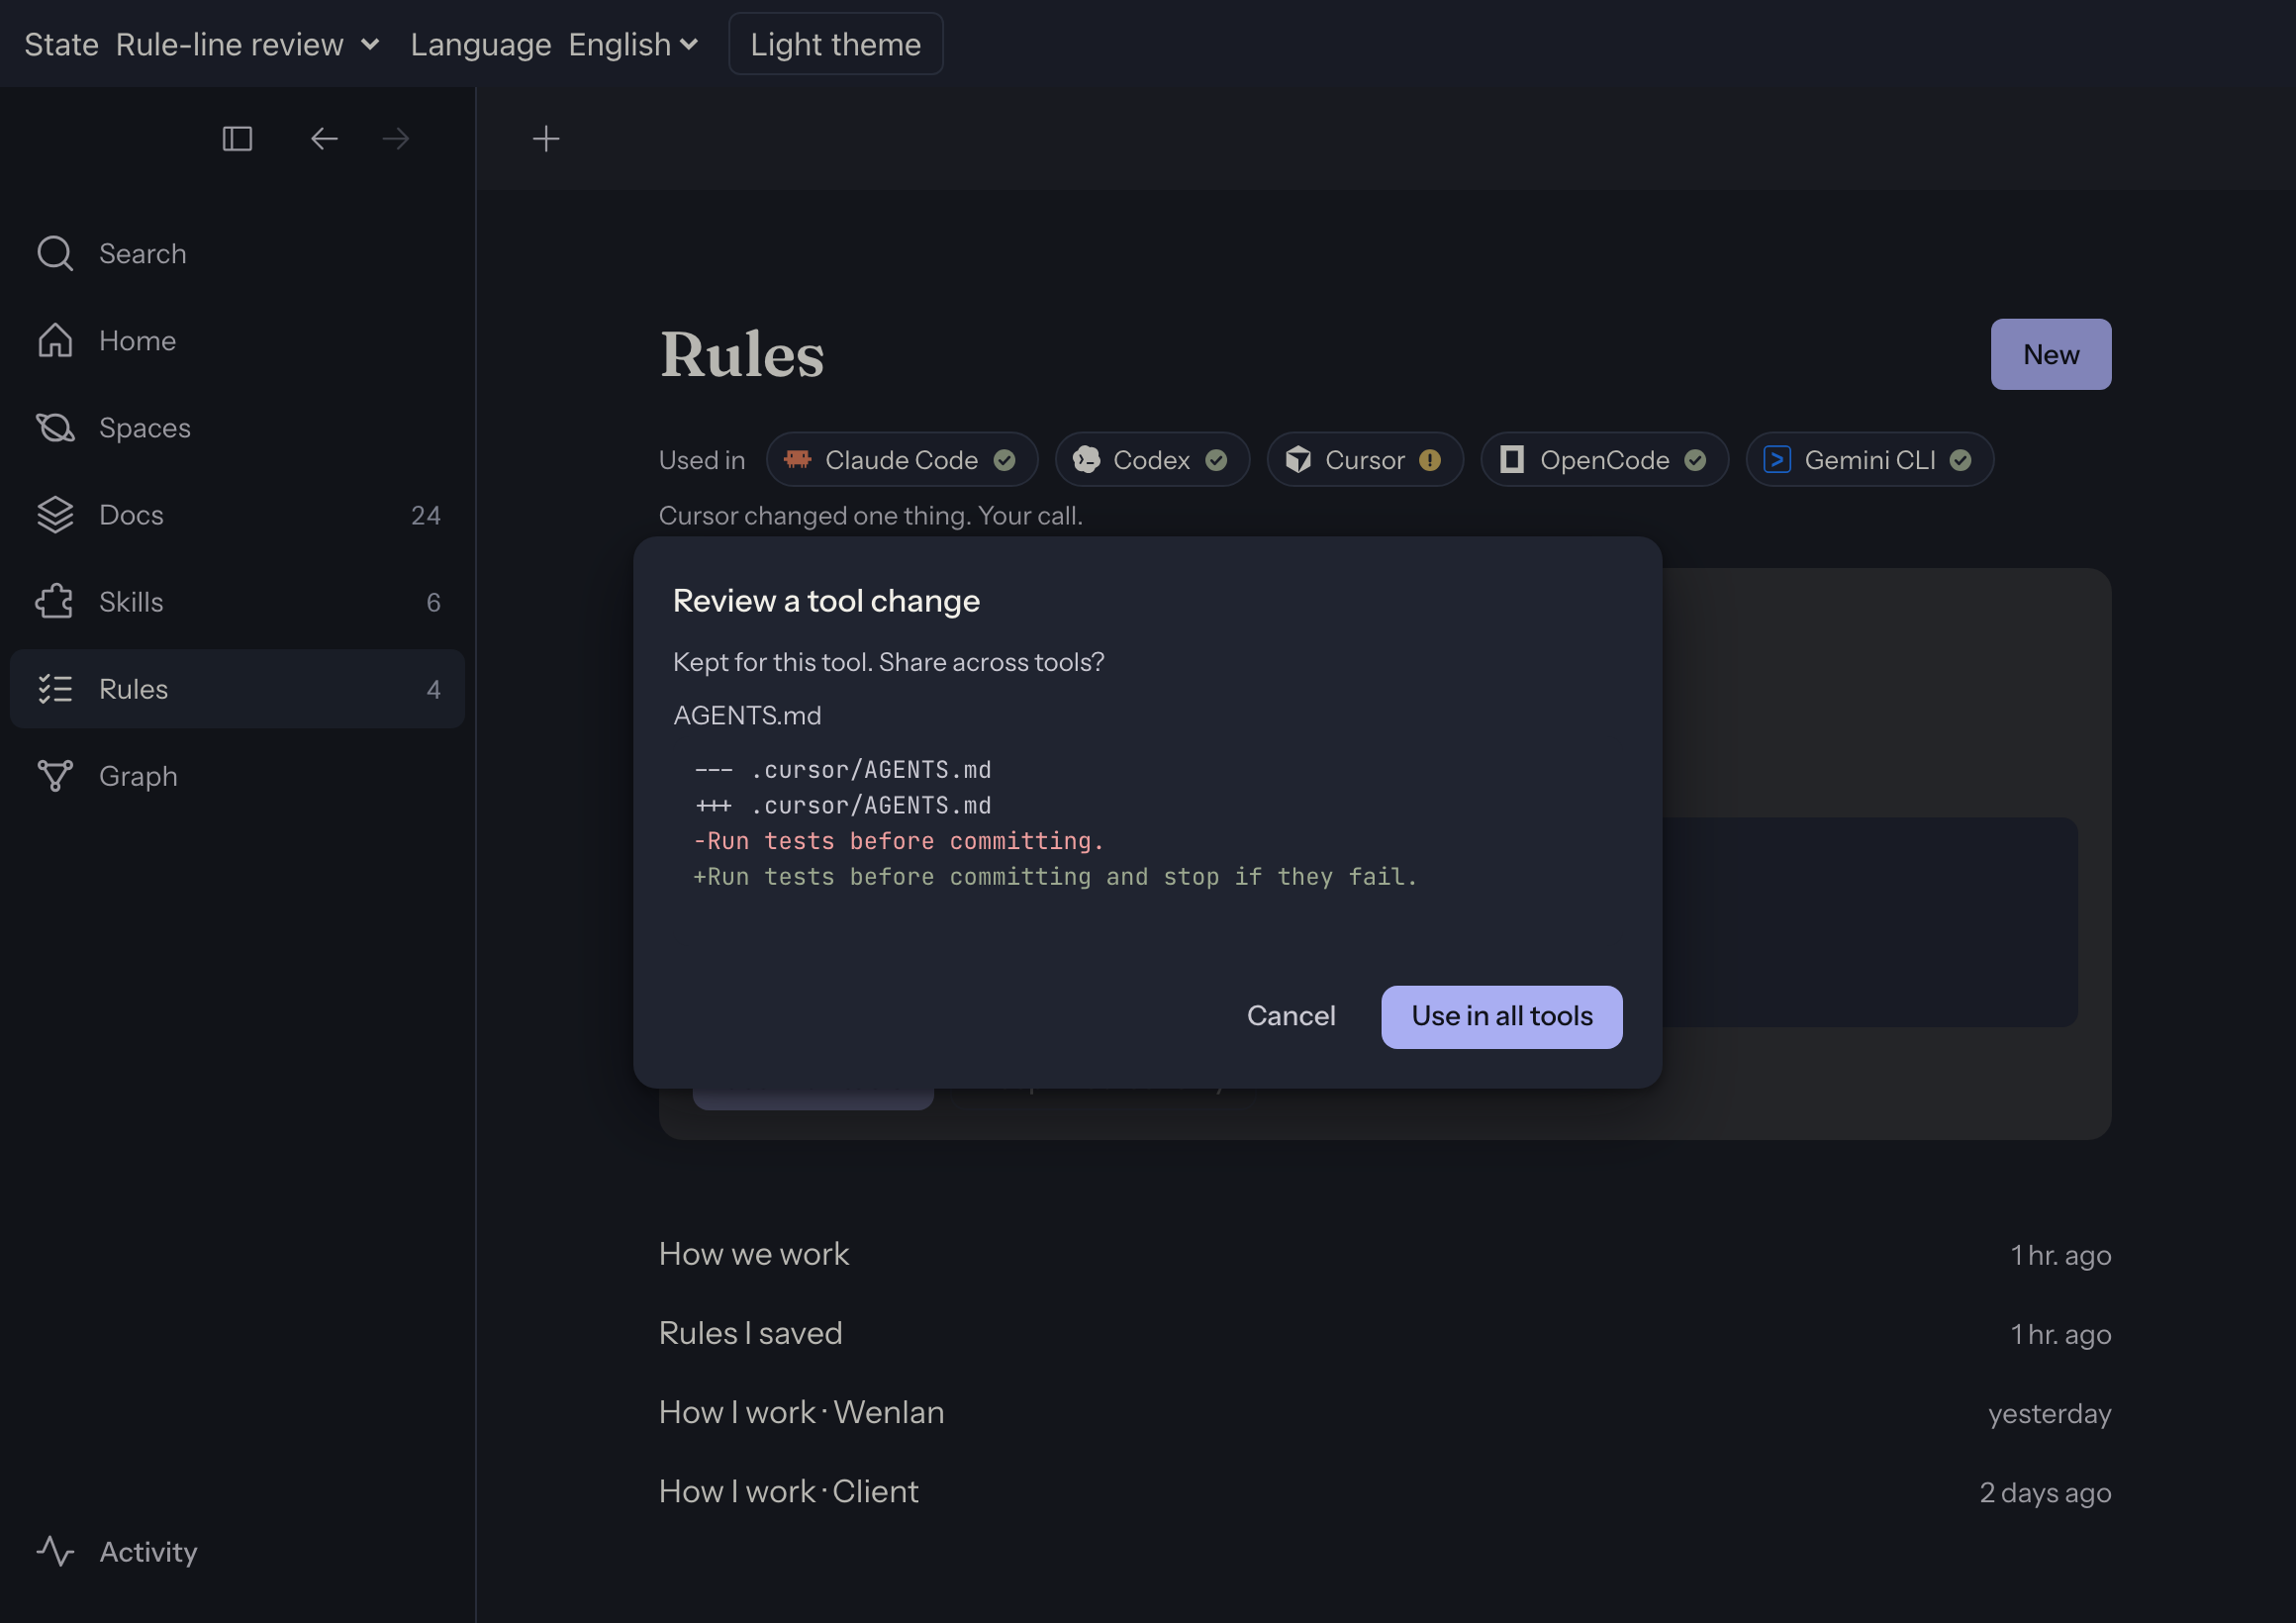 State Rule-line review Language English Light theme
Search
Home
Spaces
Docs 24
Skills 6
Rules 4
Graph
Activity
Rules New
Used in Claude Code Codex Cursor OpenCode Gemini CLI
Cursor changed one thing. Your call.
Review a tool change
Kept for this tool. Share across tools?
AGENTS.md
--- .cursor/AGENTS.md
+++ .cursor/AGENTS.md
-Run tests before committing.
+Run tests before committing and stop if they fail.
Cancel Use in all tools
How we work 1 hr. ago
Rules I saved 1 hr. ago
How I work · Wenlan yesterday
How I work · Client 2 days ago